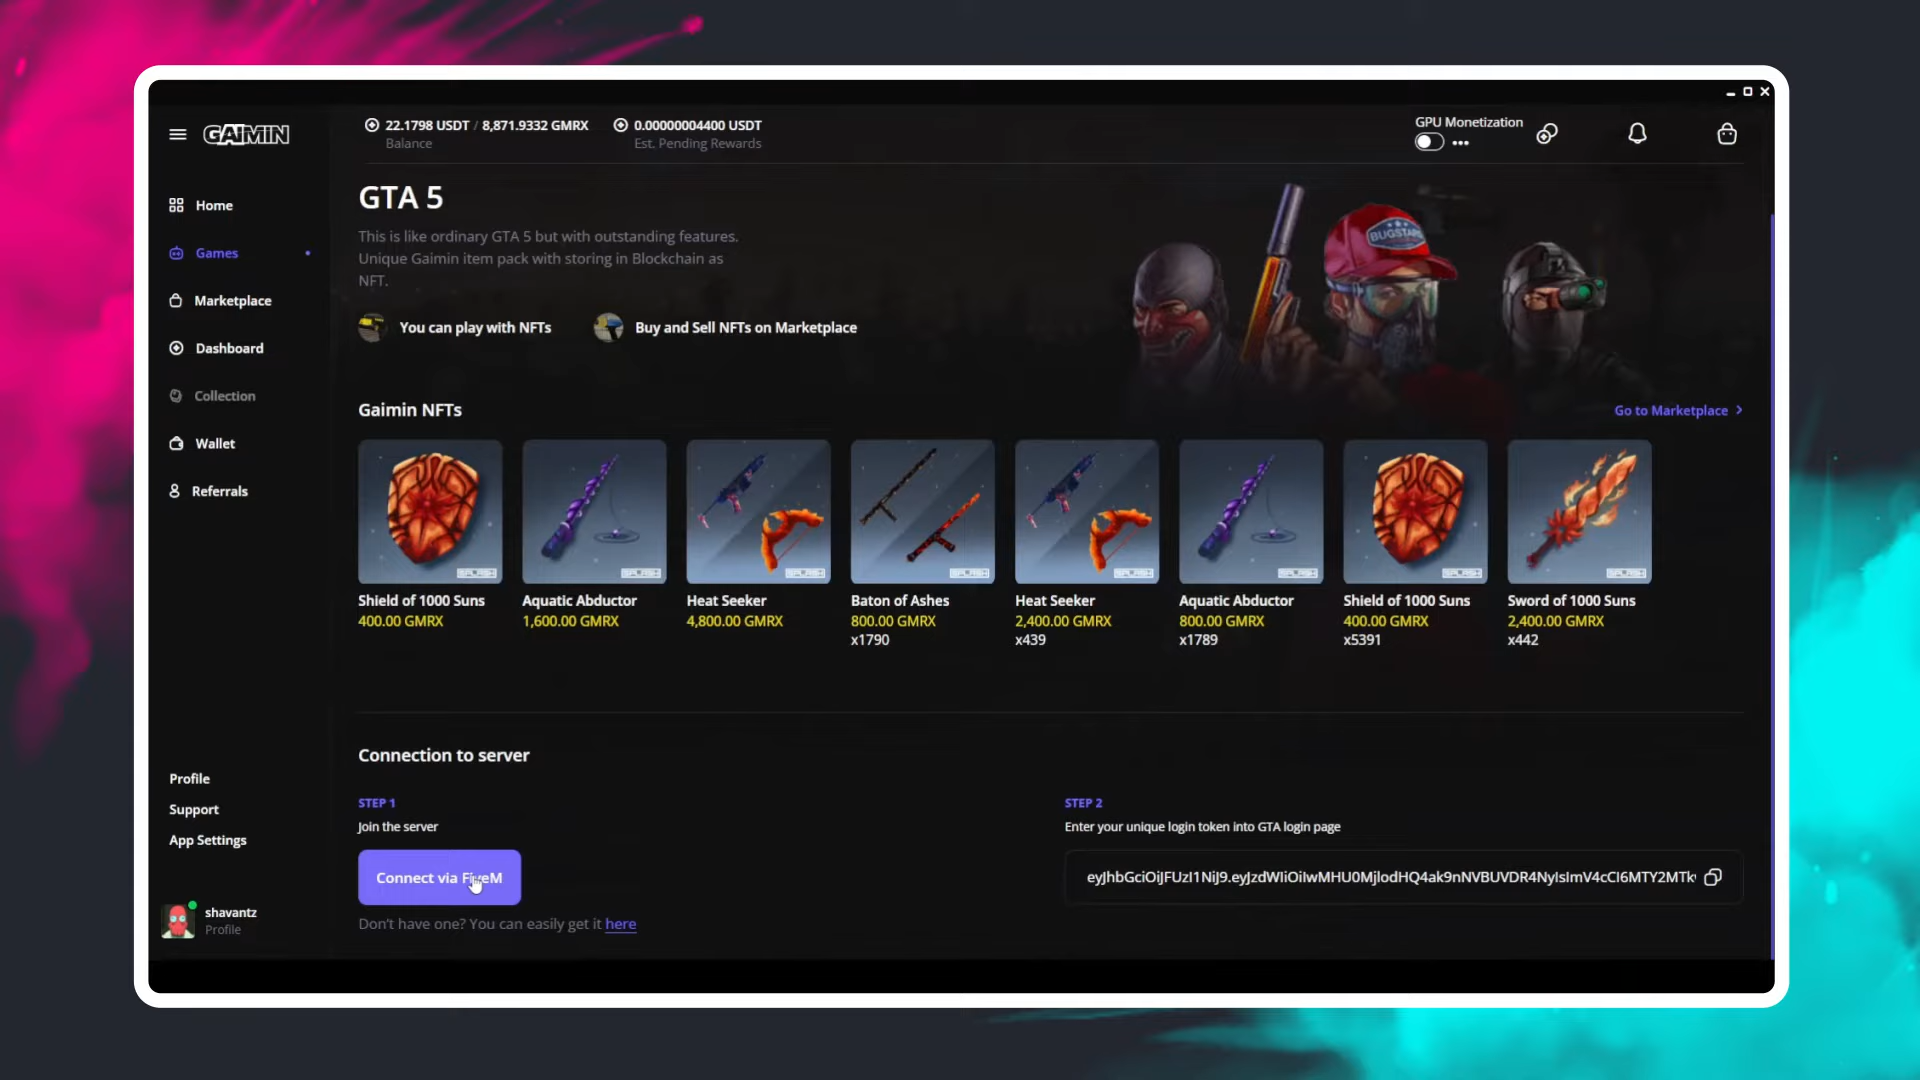 GAIMIN
22.1798 USDT / 8,871.9332 GMRX
Balance
0.00000004400 USDT
Est. Pending Rewards
GPU Monetization
Home
Games
Marketplace
Dashboard
Collection
Wallet
Referrals
Profile
Support
App Settings
shavantz
Profile
GTA 5
This is like ordinary GTA 5 but with outstanding features.
Unique Gaimin item pack with storing in Blockchain as
NFT.
You can play with NFTs
Buy and Sell NFTs on Marketplace
BUGSTARS
Gaimin NFTs
Go to Marketplace
Shield of 1000 Suns
400.00 GMRX
Aquatic Abductor
1,600.00 GMRX
Heat Seeker
4,800.00 GMRX
Baton of Ashes
800.00 GMRX
x1790
Heat Seeker
2,400.00 GMRX
x439
Aquatic Abductor
800.00 GMRX
x1789
Shield of 1000 Suns
400.00 GMRX
x5391
Sword of 1000 Suns
2,400.00 GMRX
x442
Connection to server
STEP 1
Join the server
Connect via FiveM
Don't have one? You can easily get it here
STEP 2
Enter your unique login token into GTA login page